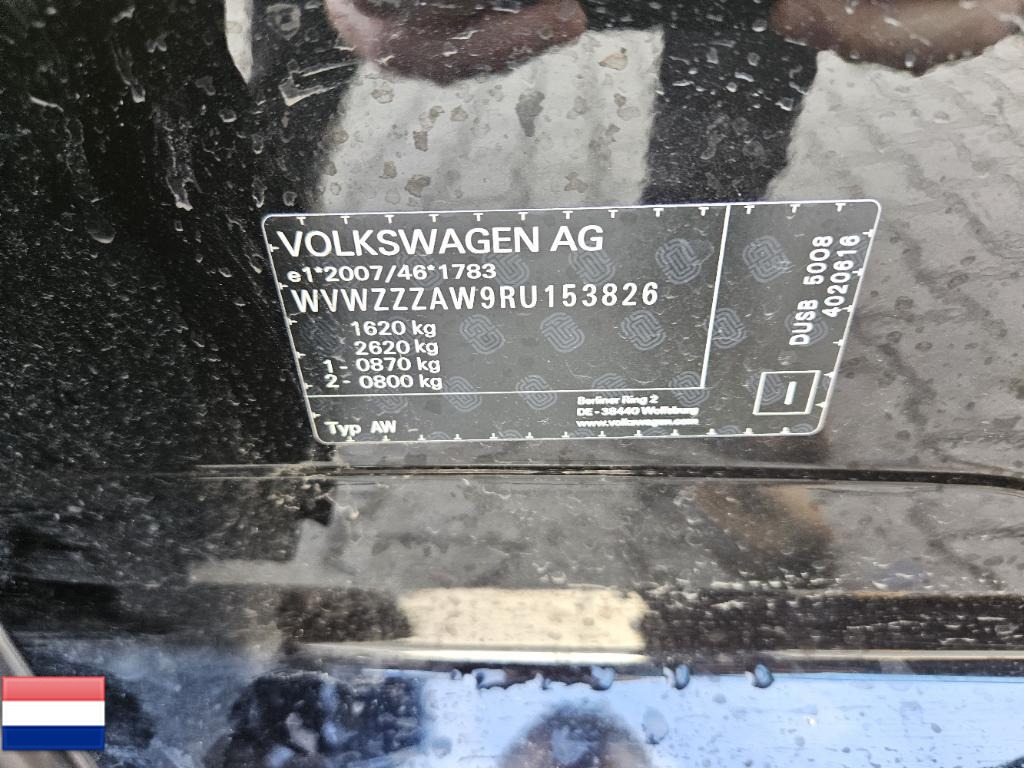 VOLKSWAGEN AG
e1*2007/46*1783
WVWZZZAW9RU153826
1620 kg
2620 kg
1 - 0870 kg
2 - 0800 kg
Typ AW
Berliner Ring 2
DE - 38440 Wolfsburg
www.volkswagen.com
DUSB 5008
4020616
I